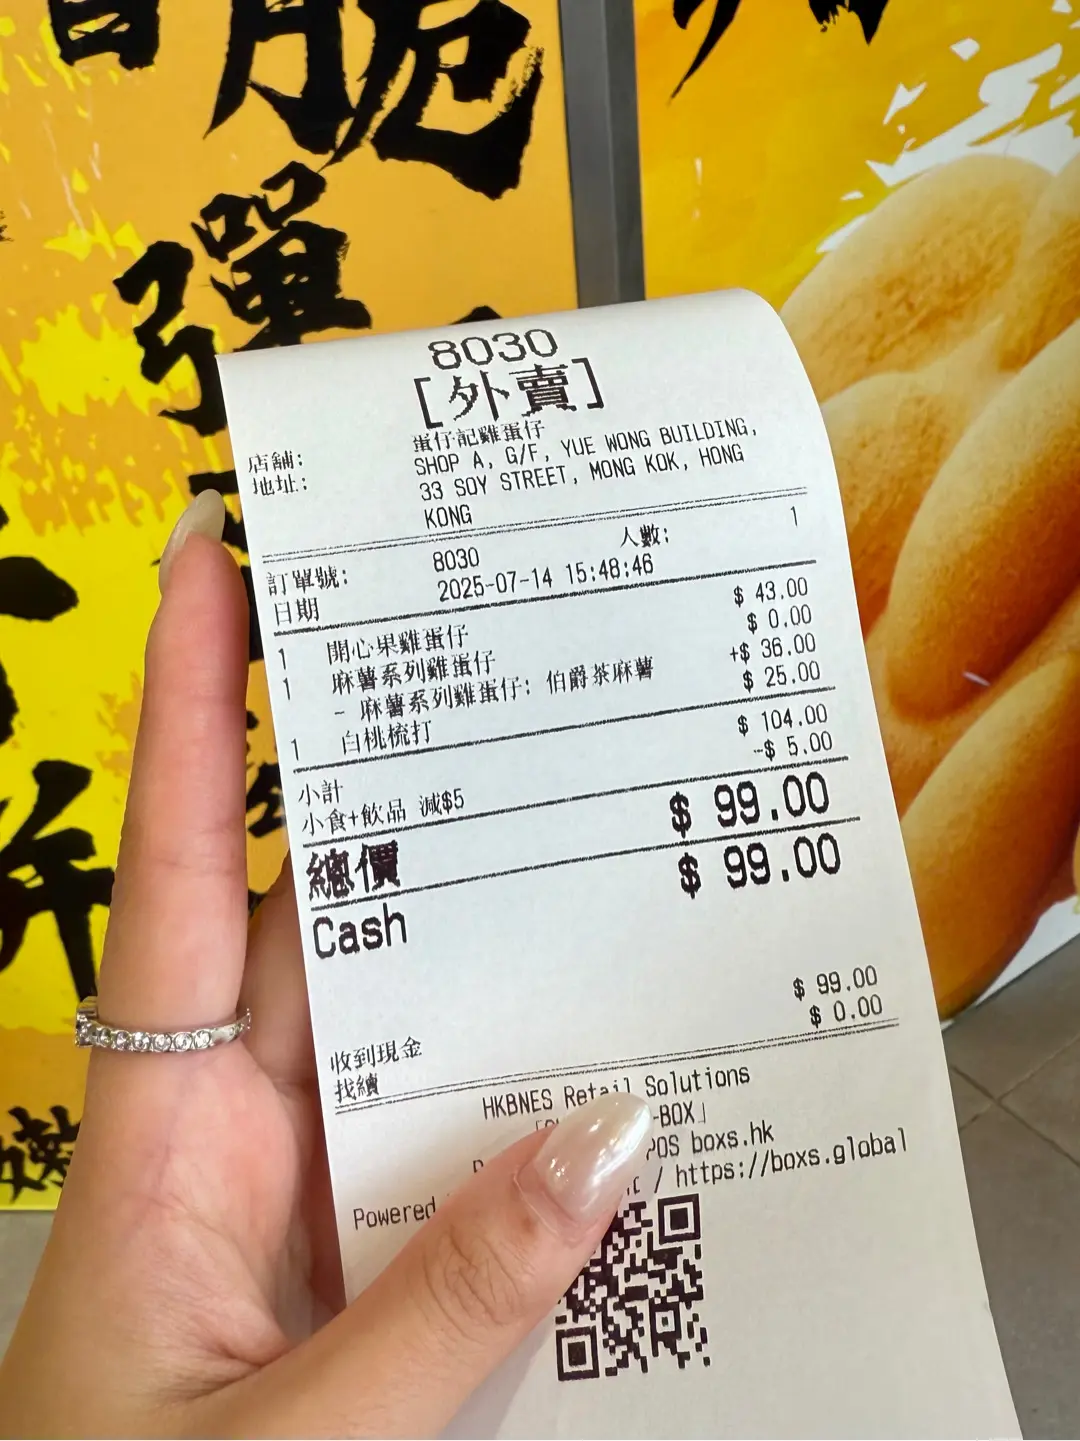 脆
彈
8030
[外賣]
店舖: 蛋仔記雞蛋仔
地址: SHOP A, G/F, YUE WONG BUILDING,
33 SOY STREET, MONG KOK, HONG
KONG
訂單號: 8030 人數: 1
日期 2025-07-14 15:48:46
1 開心果雞蛋仔 $ 43.00
1 麻薯系列雞蛋仔 $ 0.00
- 麻薯系列雞蛋仔: 伯爵茶麻薯 +$ 36.00
1 白桃梳打 $ 25.00
小計 $ 104.00
小食+飲品 減$5 -$ 5.00
總價 $ 99.00
Cash $ 99.00
收到現金 $ 99.00
找續 $ 0.00
HKBNES Retail Solutions
-BOX」
POS boxs.hk
/ https://boxs.global
Powered